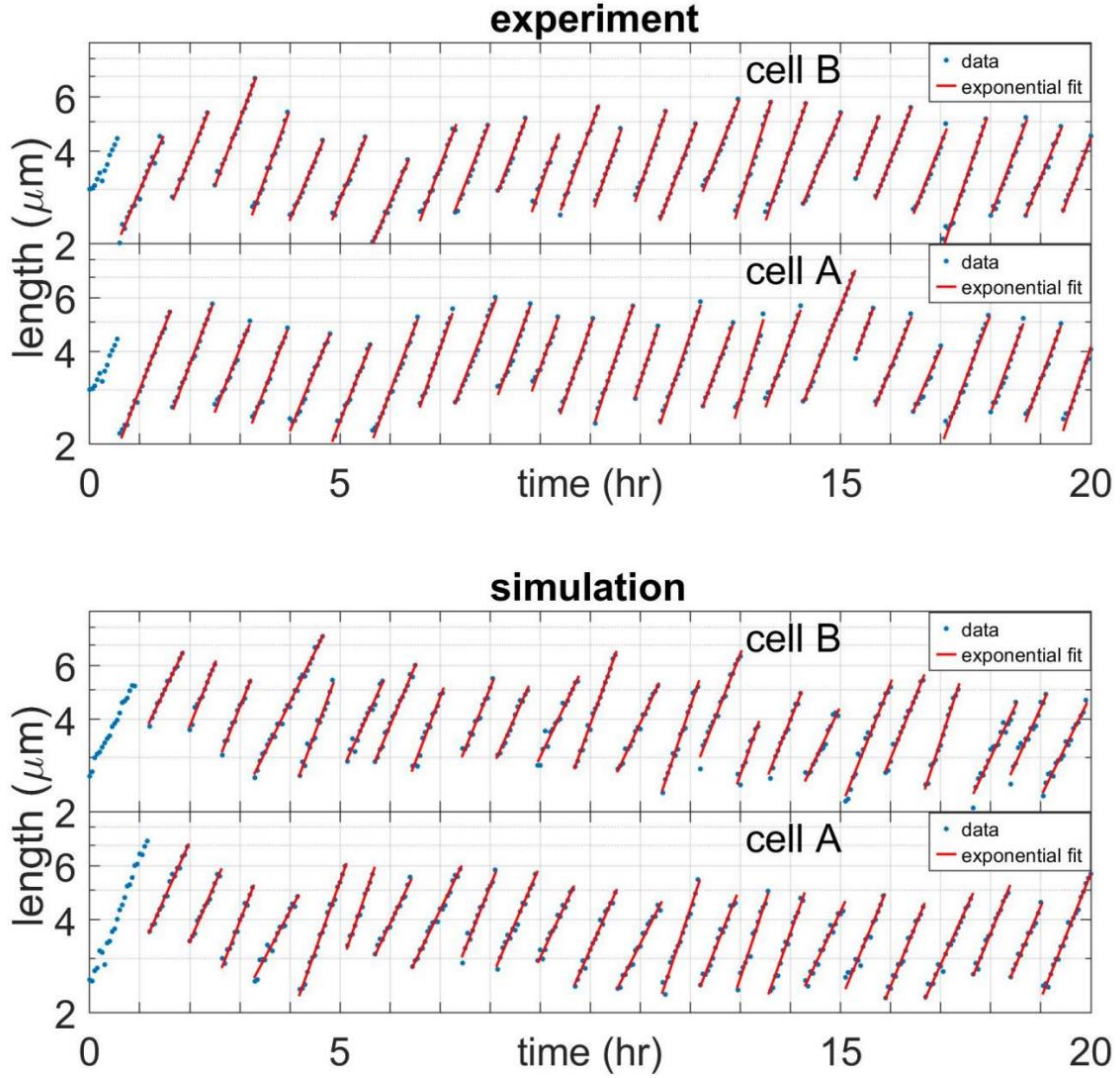 experiment
cell B
data
exponential fit
6
4
2
cell A
data
exponential fit
6
4
2
length (μm)
0 5 15 20
time (hr)
simulation
cell B
data
exponential fit
6
4
2
cell A
data
exponential fit
6
4
2
length (μm)
0 5 15 20
time (hr)